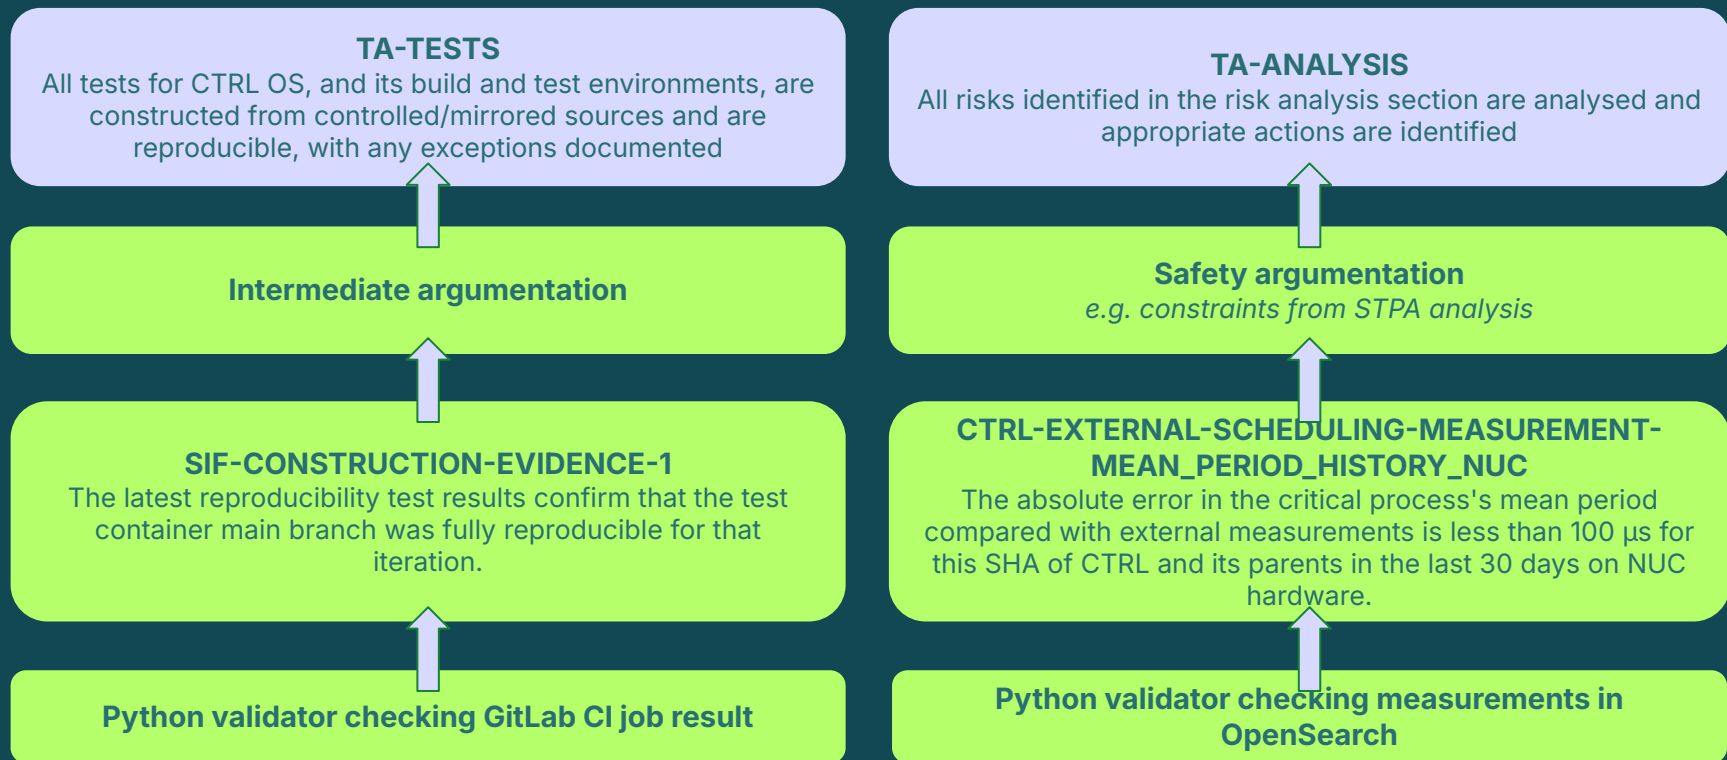 TA-TESTS
All tests for CTRL OS, and its build and test environments, are
constructed from controlled/mirrored sources and are
reproducible, with any exceptions documented
Intermediate argumentation
SIF-CONSTRUCTION-EVIDENCE-1
The latest reproducibility test results confirm that the test
container main branch was fully reproducible for that
iteration.
Python validator checking GitLab CI job result
TA-ANALYSIS
All risks identified in the risk analysis section are analysed and
appropriate actions are identified
Safety argumentation
e.g. constraints from STPA analysis
CTRL-EXTERNAL-SCHEDULING-MEASUREMENT-
MEAN_PERIOD_HISTORY_NUC
The absolute error in the critical process's mean period
compared with external measurements is less than 100 µs for
this SHA of CTRL and its parents in the last 30 days on NUC
hardware.
Python validator checking measurements in
OpenSearch